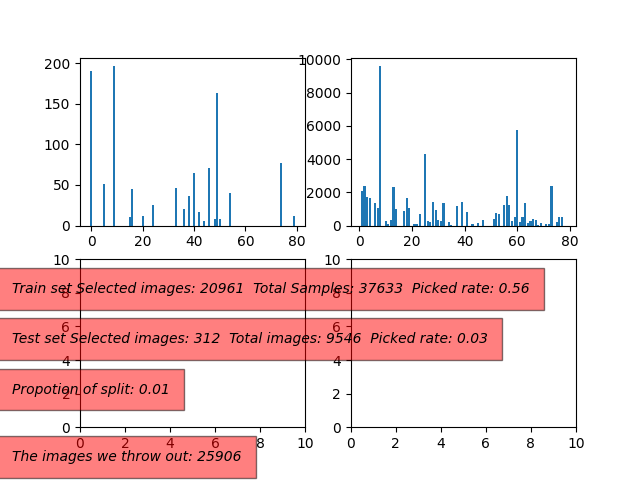 200
150
100
50
0
0 20 40 60 80
10000
8000
6000
4000
2000
0
0 20 40 60 80
10
8
6
4
2
0
0 2 4 6 8 10
10
8
6
4
2
0
0 2 4 6 8 10
Train set Selected images: 20961 Total Samples: 37633 Picked rate: 0.56
Test set Selected images: 312 Total images: 9546 Picked rate: 0.03
Propotion of split: 0.01
The images we throw out: 25906